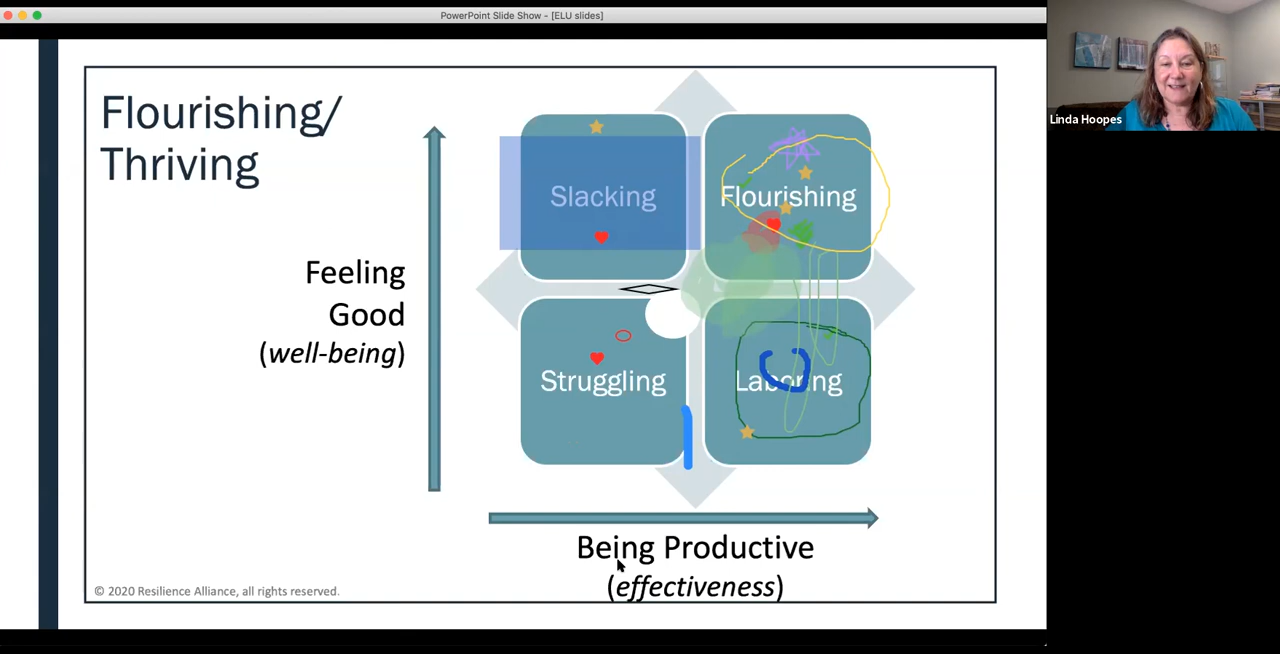 PowerPoint Slide Show - [ELU slides]
Linda Hoopes
Flourishing/
Thriving
Feeling
Good
(well-being)
Slacking
Flourishing
Struggling
Laboring
Being Productive
(effectiveness)
© 2020 Resilience Alliance, all rights reserved.